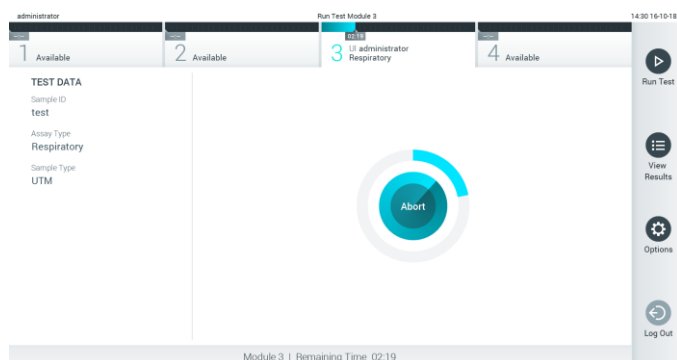 administrator
Run Test Module 3
14:30 16-10-18
--:--
1 Available
--:--
2 Available
02:19
3 UI administrator
Respiratory
--:--
4 Available
TEST DATA
Sample ID
test
Assay Type
Respiratory
Sample Type
UTM
Abort
Run Test
View
Results
Options
Log Out
Module 3 | Remaining Time 02:19